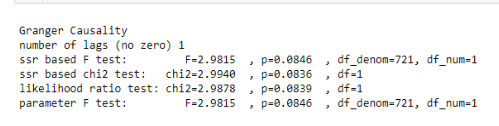 Granger Causality
number of lags (no zero) 1
ssr based F test:         F=2.9815  , p=0.0846  , df_denom=721, df_num=1
ssr based chi2 test:   chi2=2.9940  , p=0.0836  , df=1
likelihood ratio test: chi2=2.9878  , p=0.0839  , df=1
parameter F test:         F=2.9815  , p=0.0846  , df_denom=721, df_num=1